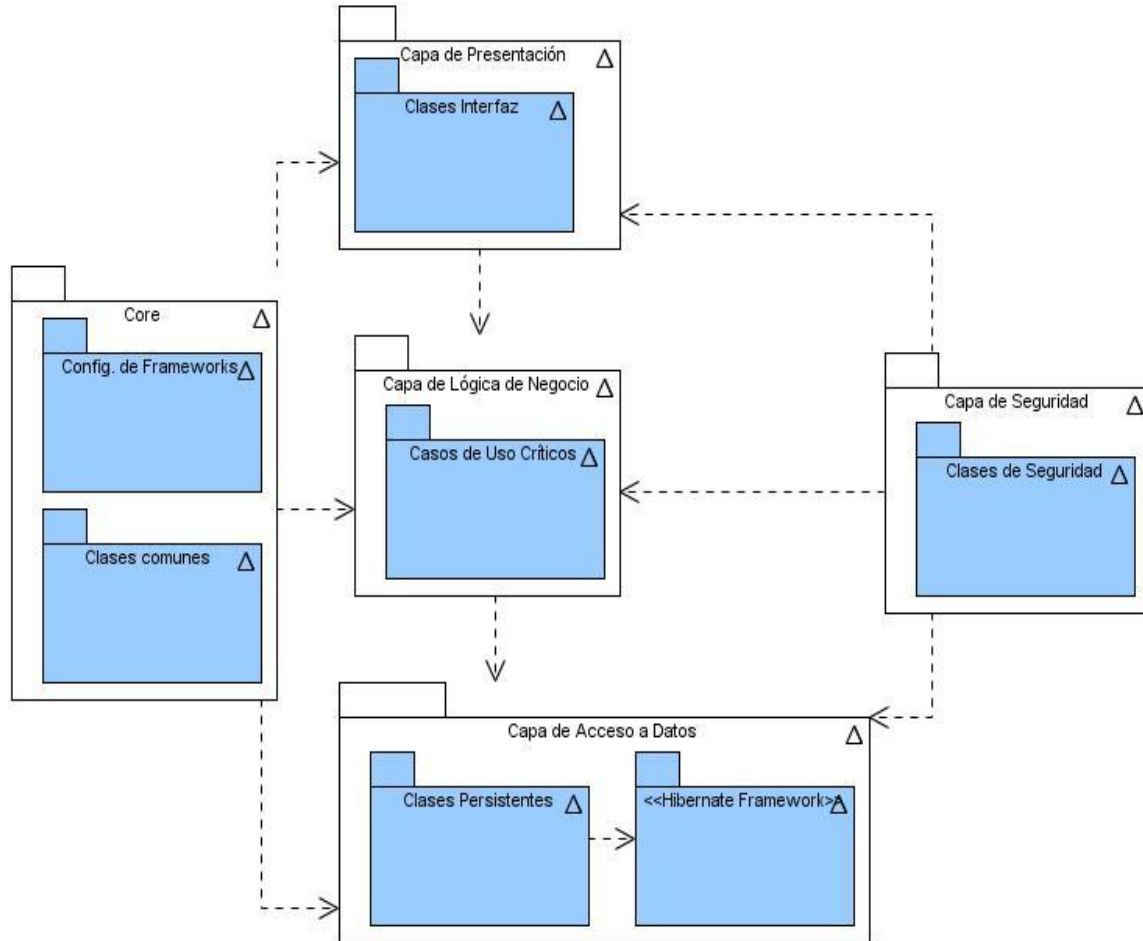 Capa de Presentación
Clases Interfaz
Core
Config. de Frameworks
Clases comunes
Capa de Lógica de Negocio
Casos de Uso Críticos
Capa de Seguridad
Clases de Seguridad
Capa de Acceso a Datos
Clases Persistentes
<<Hibernate Framework>>